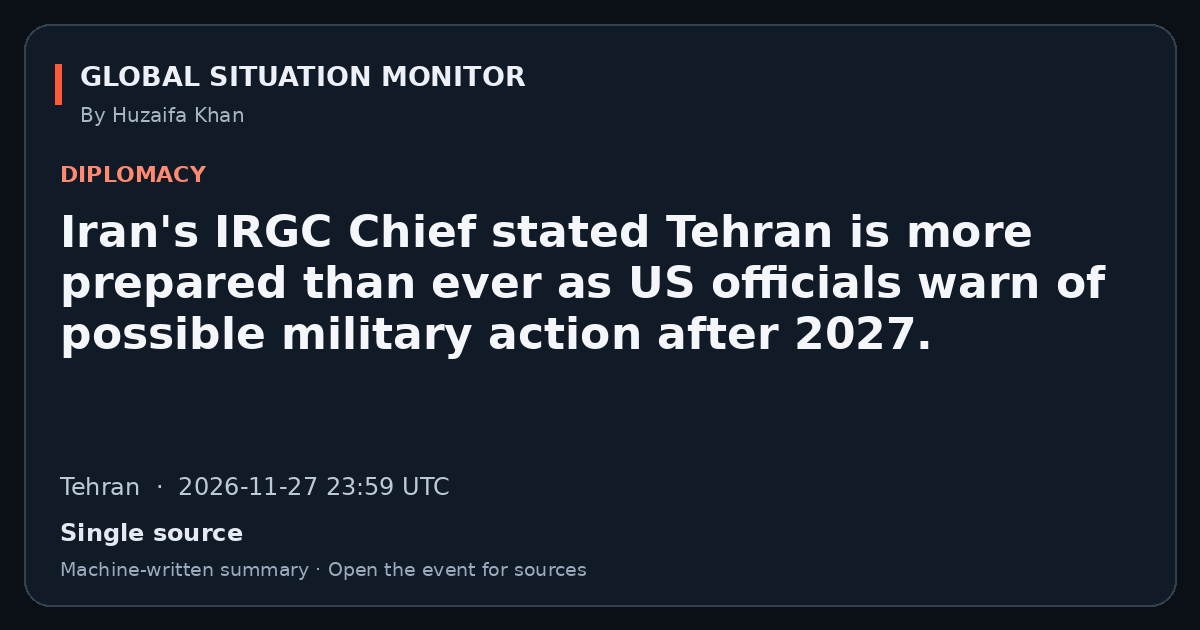 GLOBAL SITUATION MONITOR
By Huzaifa Khan
DIPLOMACY
Iran's IRGC Chief stated Tehran is more
prepared than ever as US officials warn of
possible military action after 2027.
Tehran · 2026-11-27 23:59 UTC
Single source
Machine-written summary · Open the event for sources